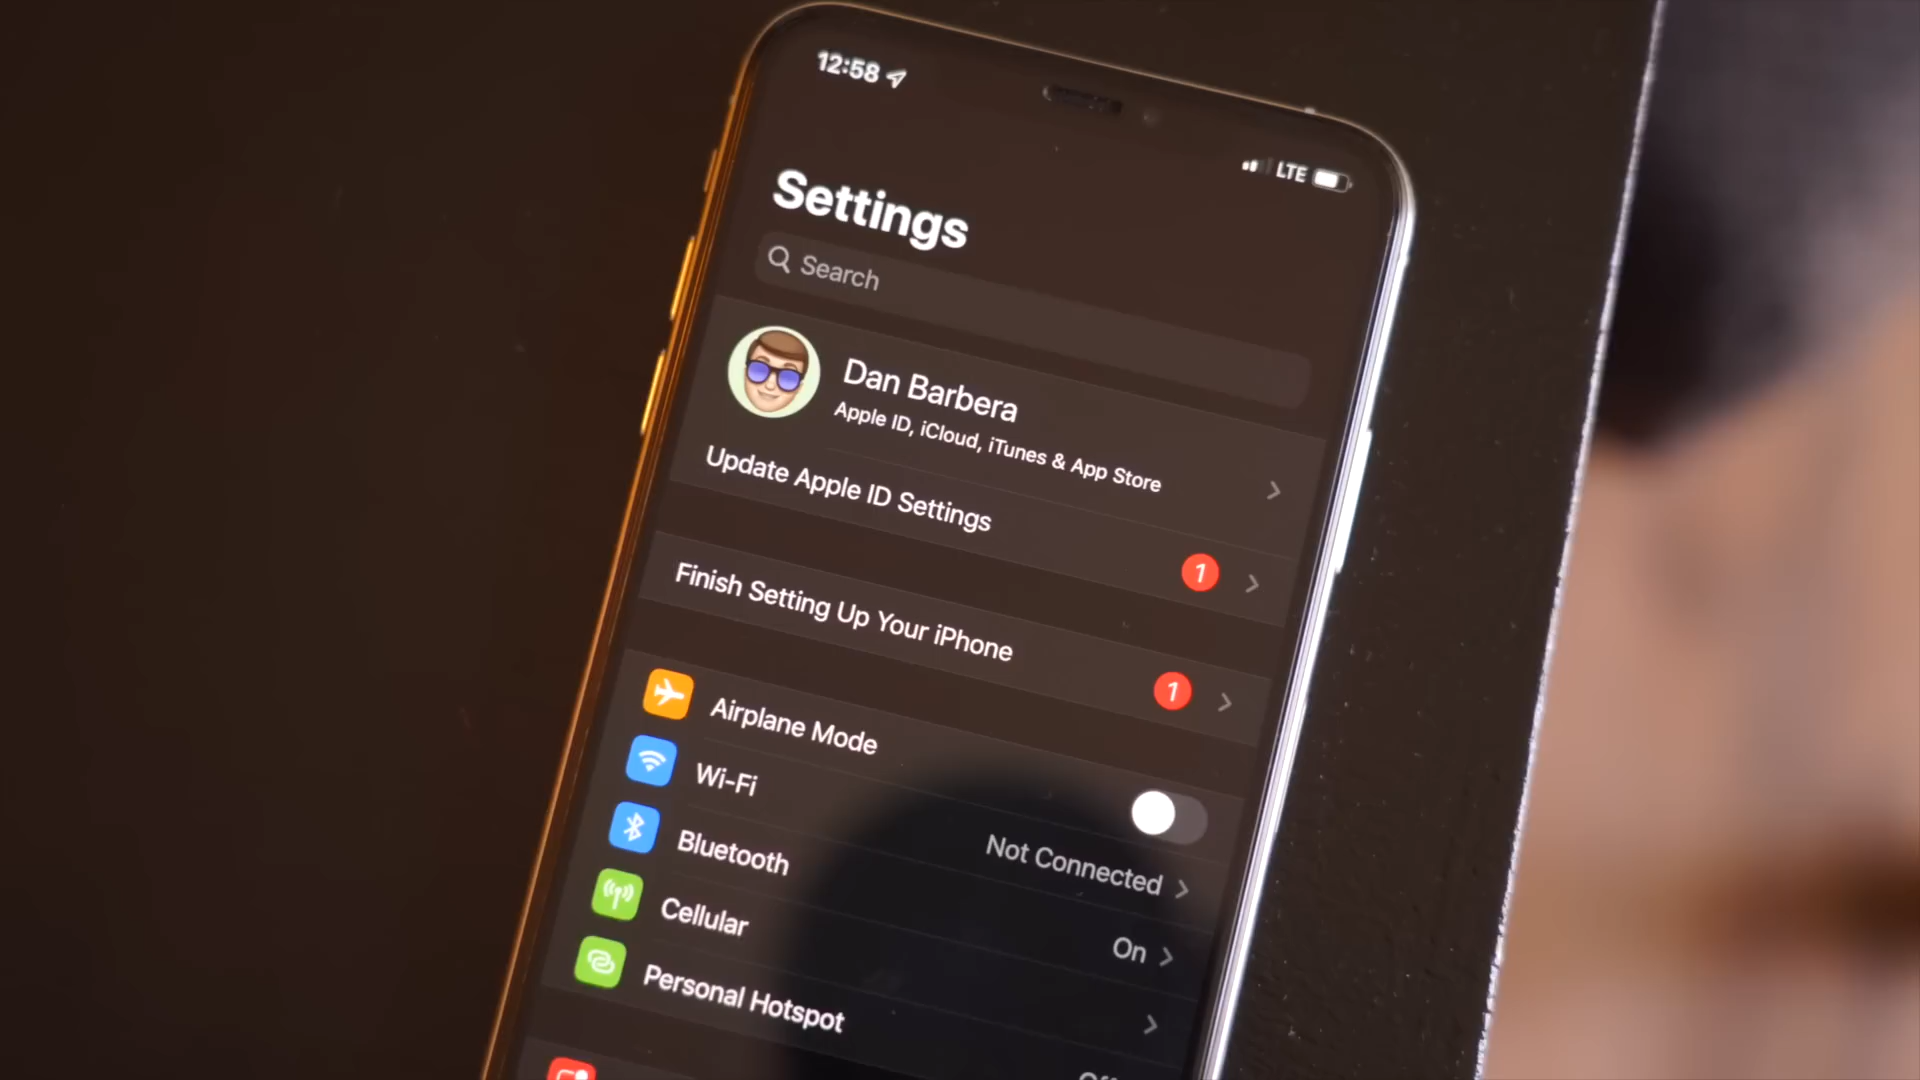 12:58
LTE
Settings
Search
Dan Barbera
Apple ID, iCloud, iTunes & App Store
Update Apple ID Settings
1
Finish Setting Up Your iPhone
1
Airplane Mode
Wi-Fi
Not Connected
Bluetooth
On
Cellular
Personal Hotspot